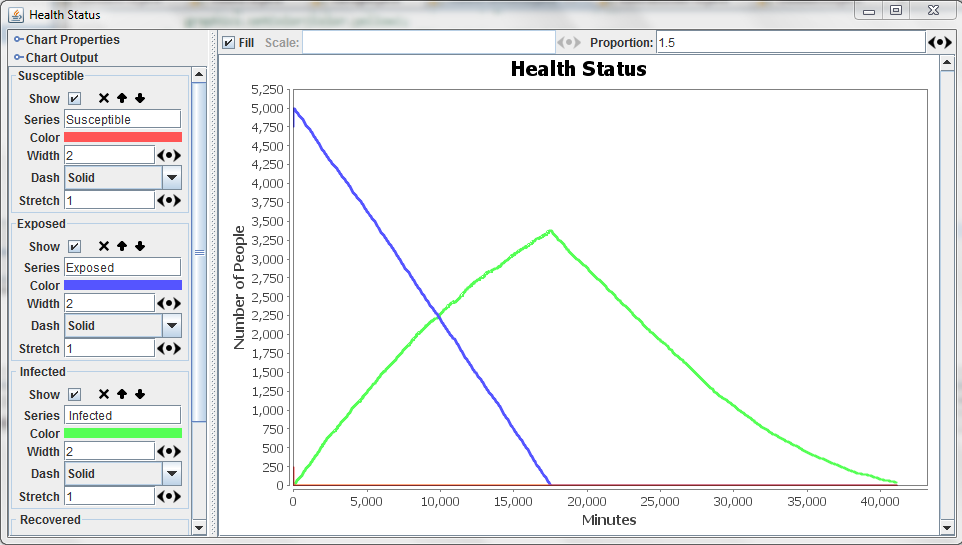 Health Status
Chart Properties
Chart Output
Susceptible
Show
Series Susceptible
Color
Width 2
Dash Solid
Stretch 1
Exposed
Show
Series Exposed
Color
Width 2
Dash Solid
Stretch 1
Infected
Show
Series Infected
Color
Width 2
Dash Solid
Stretch 1
Recovered
Fill Scale: Proportion: 1.5
Health Status
Number of People
5,250
5,000
4,750
4,500
4,250
4,000
3,750
3,500
3,250
3,000
2,750
2,500
2,250
2,000
1,750
1,500
1,250
1,000
750
500
250
0
0 5,000 10,000 15,000 20,000 25,000 30,000 35,000 40,000
Minutes